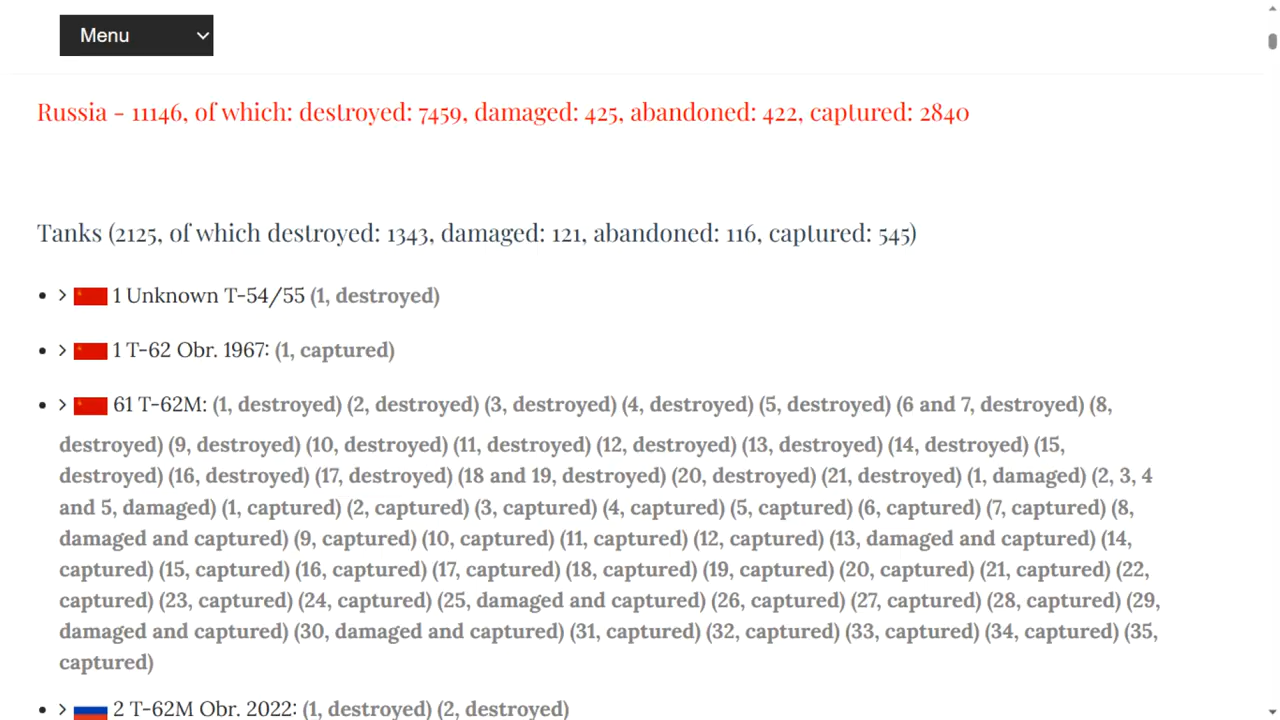 Menu
Russia - 11146, of which: destroyed: 7459, damaged: 425, abandoned: 422, captured: 2840
Tanks (2125, of which destroyed: 1343, damaged: 121, abandoned: 116, captured: 545)
1 Unknown T-54/55 (1, destroyed)
1 T-62 Obr. 1967: (1, captured)
61 T-62M: (1, destroyed) (2, destroyed) (3, destroyed) (4, destroyed) (5, destroyed) (6 and 7, destroyed) (8,
destroyed) (9, destroyed) (10, destroyed) (11, destroyed) (12, destroyed) (13, destroyed) (14, destroyed) (15,
destroyed) (16, destroyed) (17, destroyed) (18 and 19, destroyed) (20, destroyed) (21, destroyed) (1, damaged) (2, 3, 4
and 5, damaged) (1, captured) (2, captured) (3, captured) (4, captured) (5, captured) (6, captured) (7, captured) (8,
damaged and captured) (9, captured) (10, captured) (11, captured) (12, captured) (13, damaged and captured) (14,
captured) (15, captured) (16, captured) (17, captured) (18, captured) (19, captured) (20, captured) (21, captured) (22,
captured) (23, captured) (24, captured) (25, damaged and captured) (26, captured) (27, captured) (28, captured) (29,
damaged and captured) (30, damaged and captured) (31, captured) (32, captured) (33, captured) (34, captured) (35,
captured)
2 T-62M Obr. 2022: (1, destroyed) (2, destroyed)